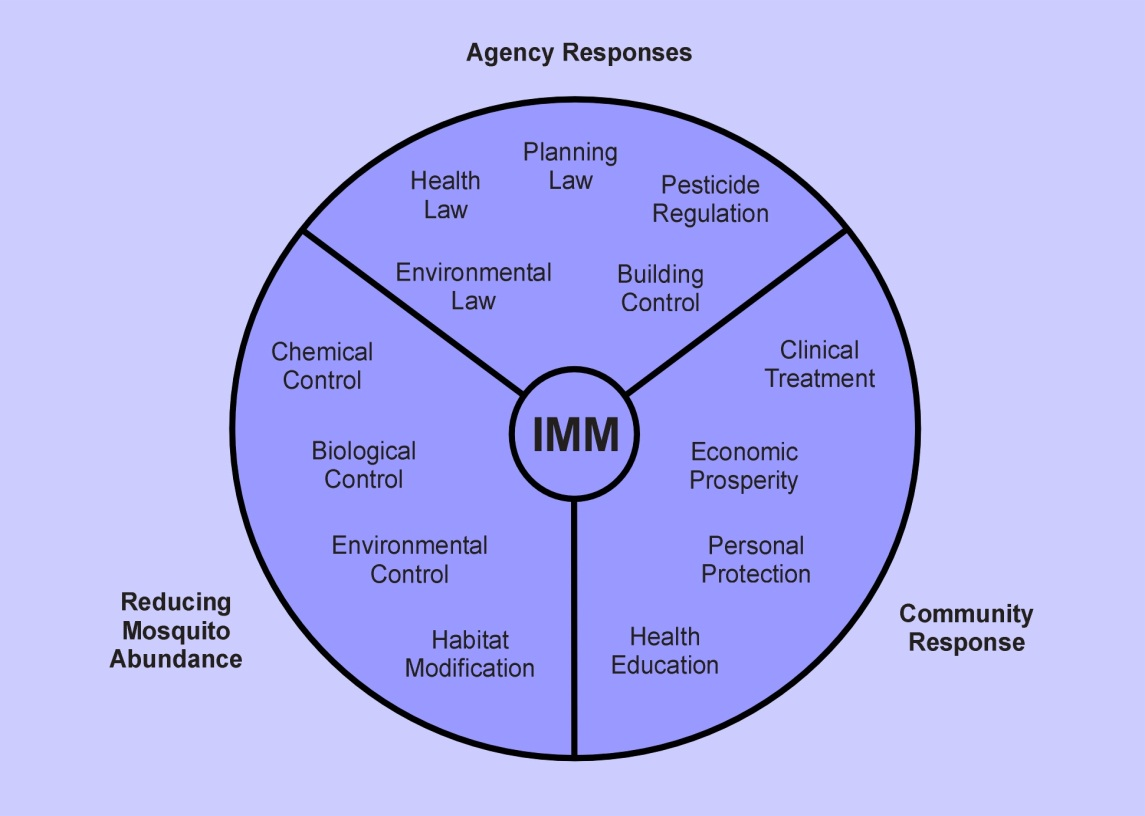 Agency Responses
Planning
Law
Health
Law
Pesticide
Regulation
Environmental
Law
Building
Control
Chemical
Control
Biological
Control
Environmental
Control
Habitat
Modification
IMM
Clinical
Treatment
Economic
Prosperity
Personal
Protection
Health
Education
Reducing
Mosquito
Abundance
Community
Response